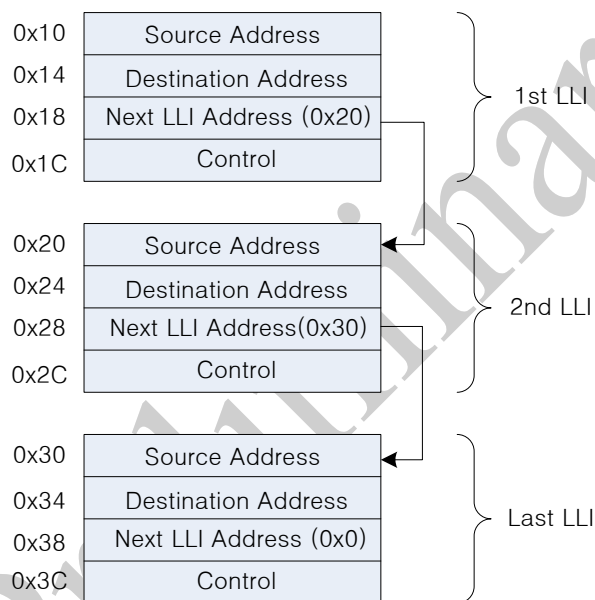 0x10 Source Address
0x14 Destination Address
0x18 Next LLI Address (0x20)
0x1C Control
1st LLI
0x20 Source Address
0x24 Destination Address
0x28 Next LLI Address(0x30)
0x2C Control
2nd LLI
0x30 Source Address
0x34 Destination Address
0x38 Next LLI Address (0x0)
0x3C Control
Last LLI